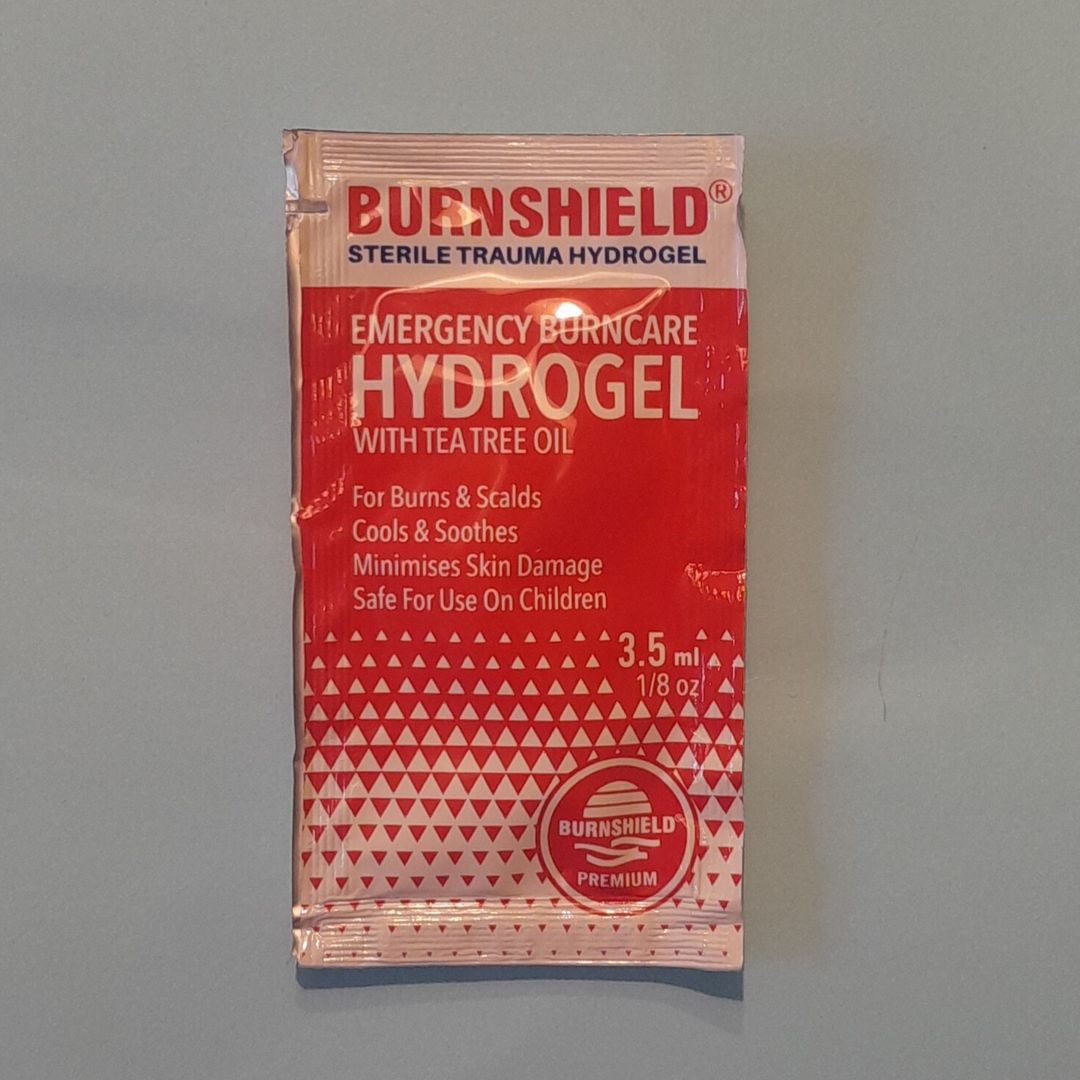 BURNSHIELD®
STERILE TRAUMA HYDROGEL
EMERGENCY BURNCARE
HYDROGEL
WITH TEA TREE OIL
For Burns & Scalds
Cools & Soothes
Minimises Skin Damage
Safe For Use On Children
3.5 ml
1/8 oz
BURNSHIELD®
PREMIUM